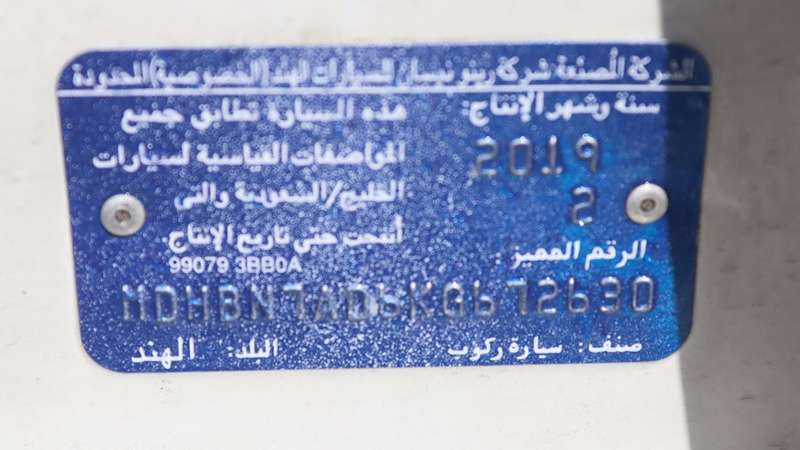 الشركة المصنعة شركة رينو نيسان للسيارات الهند (الخصوصية) المحدودة
سنة وشهر الإنتاج:
2019
2
هذه السيارة تطابق جميع
المواصفات القياسية لسيارات
الخليج/السعودية والتي
أنتجت حتى تاريخ الإنتاج.
الرقم المميز :
99079 3BB0A
MDHBN7AD6KG672630
صنف: سيارة ركوب
البلد: الهند